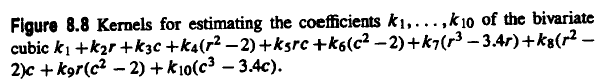 Figure 8.8 Kernels for estimating the coefficients k₁,...,k₁₀ of the bivariate
cubic k₁ + k₂r + k₃c + k₄(r² − 2) + k₅rc + k₆(c² − 2) + k₇(r³ − 3.4r) + k₈(r² −
2)c + k₉r(c² − 2) + k₁₀(c³ − 3.4c).